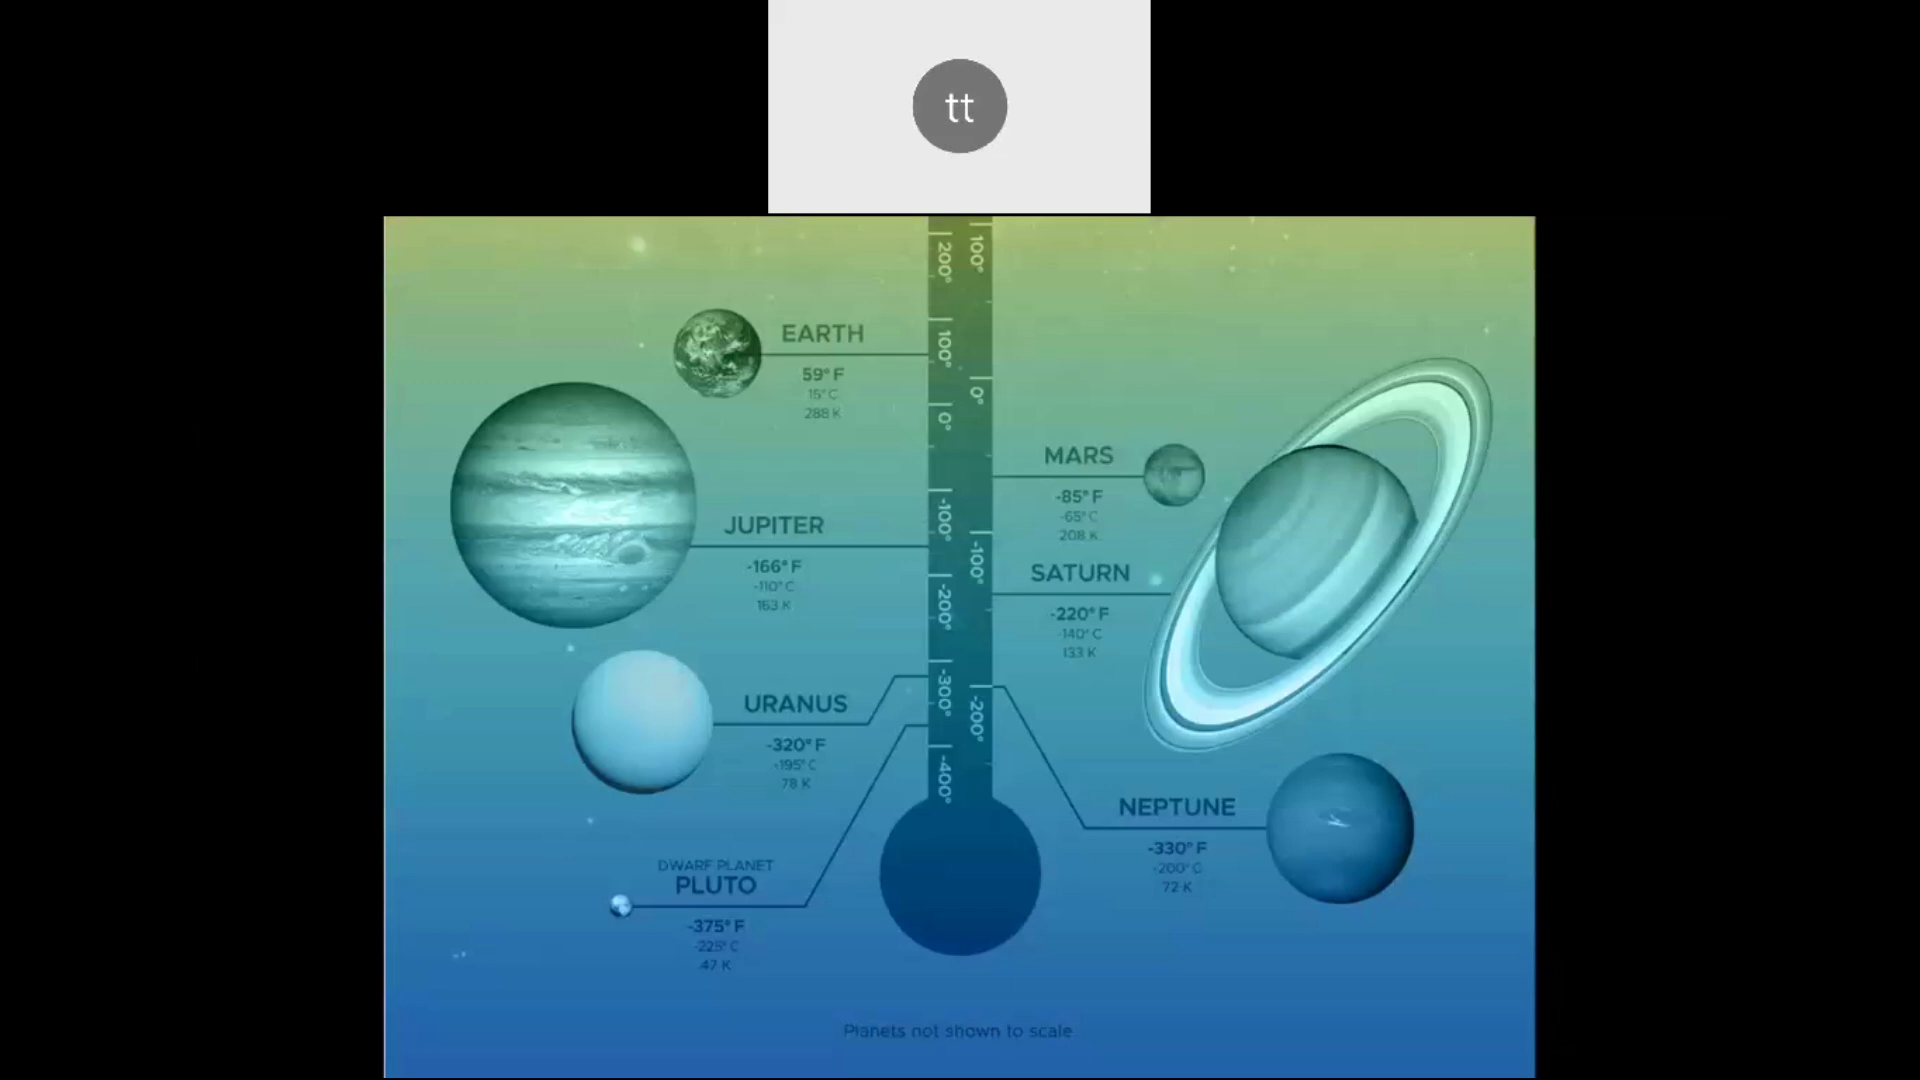 tt
200°
100°
EARTH
59° F
15° C
288 K
100°
0°
0°
MARS
-85° F
-65° C
208 K
JUPITER
-166° F
-110° C
163 K
-100°
-100°
SATURN
-220° F
-140° C
133 K
-200°
URANUS
-320° F
-195° C
78 K
-300°
-200°
-400°
NEPTUNE
-330° F
-200° C
72 K
DWARF PLANET
PLUTO
-375° F
-225° C
47 K
Planets not shown to scale